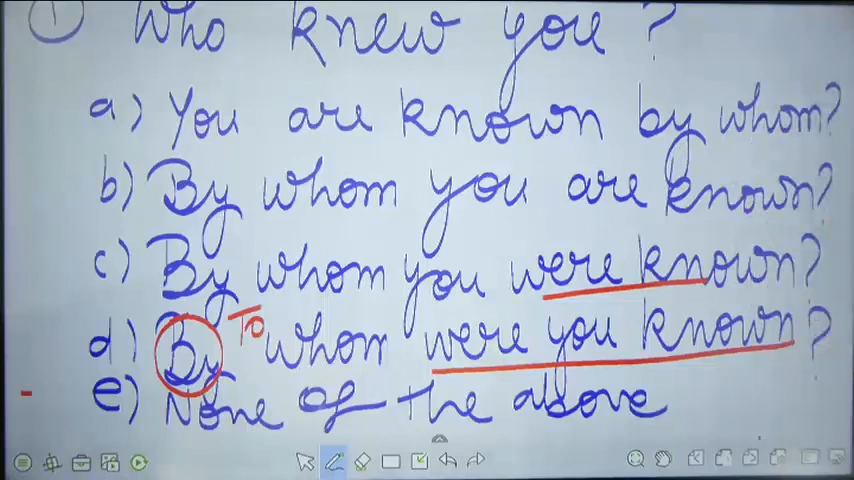 1 Who knew you?
a) You are known by whom?
b) By whom you are known?
c) By whom you were known?
To
d) By whom were you known?
e) None of the above